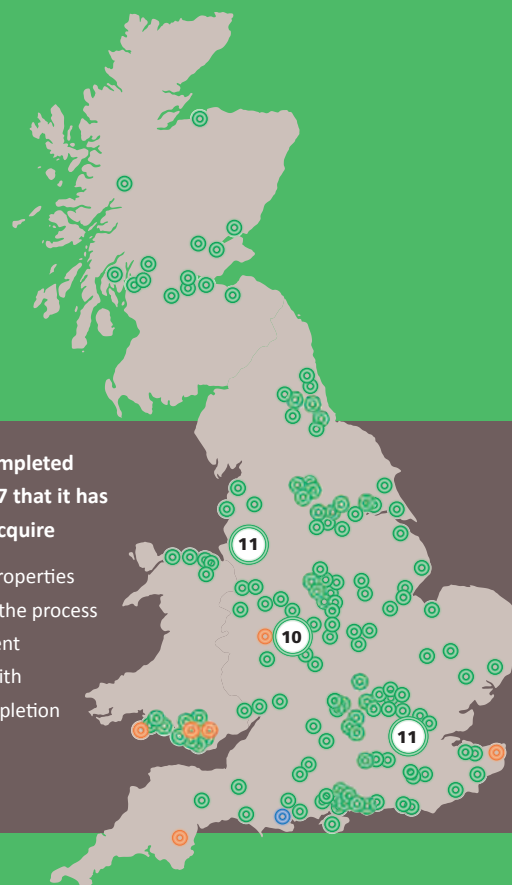 mpleted
7 that it has
cquire
roperties
the process
ent
ith
pletion
11
10
11